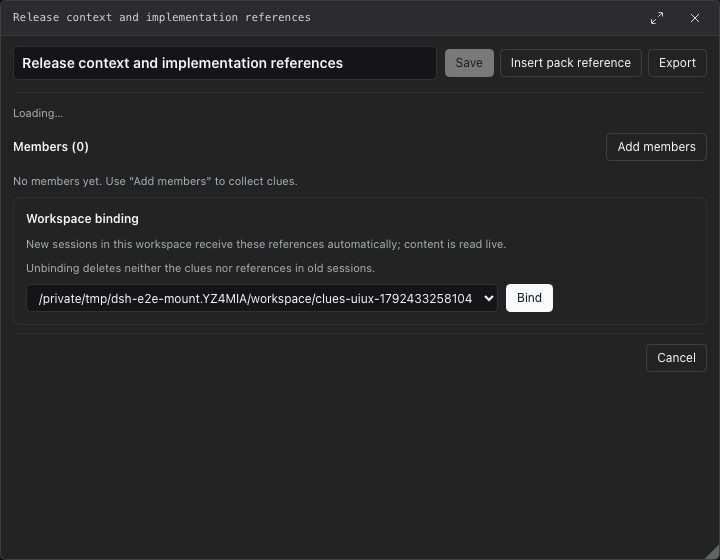 Release context and implementation references
Release context and implementation references
Save
Insert pack reference
Export
Loading...
Members (0)
Add members
No members yet. Use "Add members" to collect clues.
Workspace binding
New sessions in this workspace receive these references automatically; content is read live.
Unbinding deletes neither the clues nor references in old sessions.
/private/tmp/dsh-e2e-mount.YZ4MIA/workspace/clues-uiux-1792433258104
Bind
Cancel